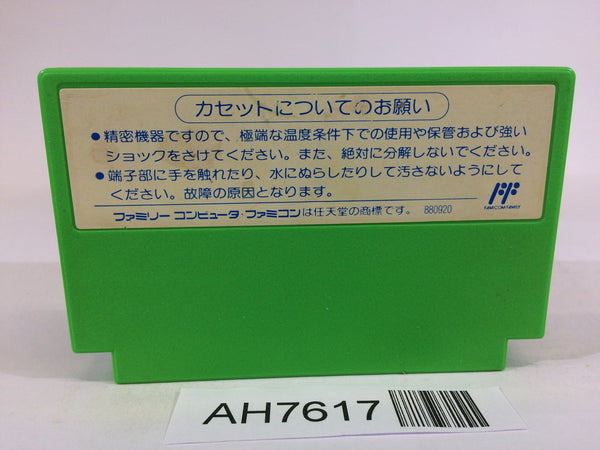 カセットについてのお願い
●精密機器ですので、極端な温度条件下での使用や保管および強い
ショックをさけてください。また、絶対に分解しないでください。
●端子部に手を触れたり、水にぬらしたりして汚さないようにして
ください。故障の原因となります。
FAMICOM FAMILY
ファミリー コンピュータ・ファミコンは任天堂の商標です。 880920
AH7617